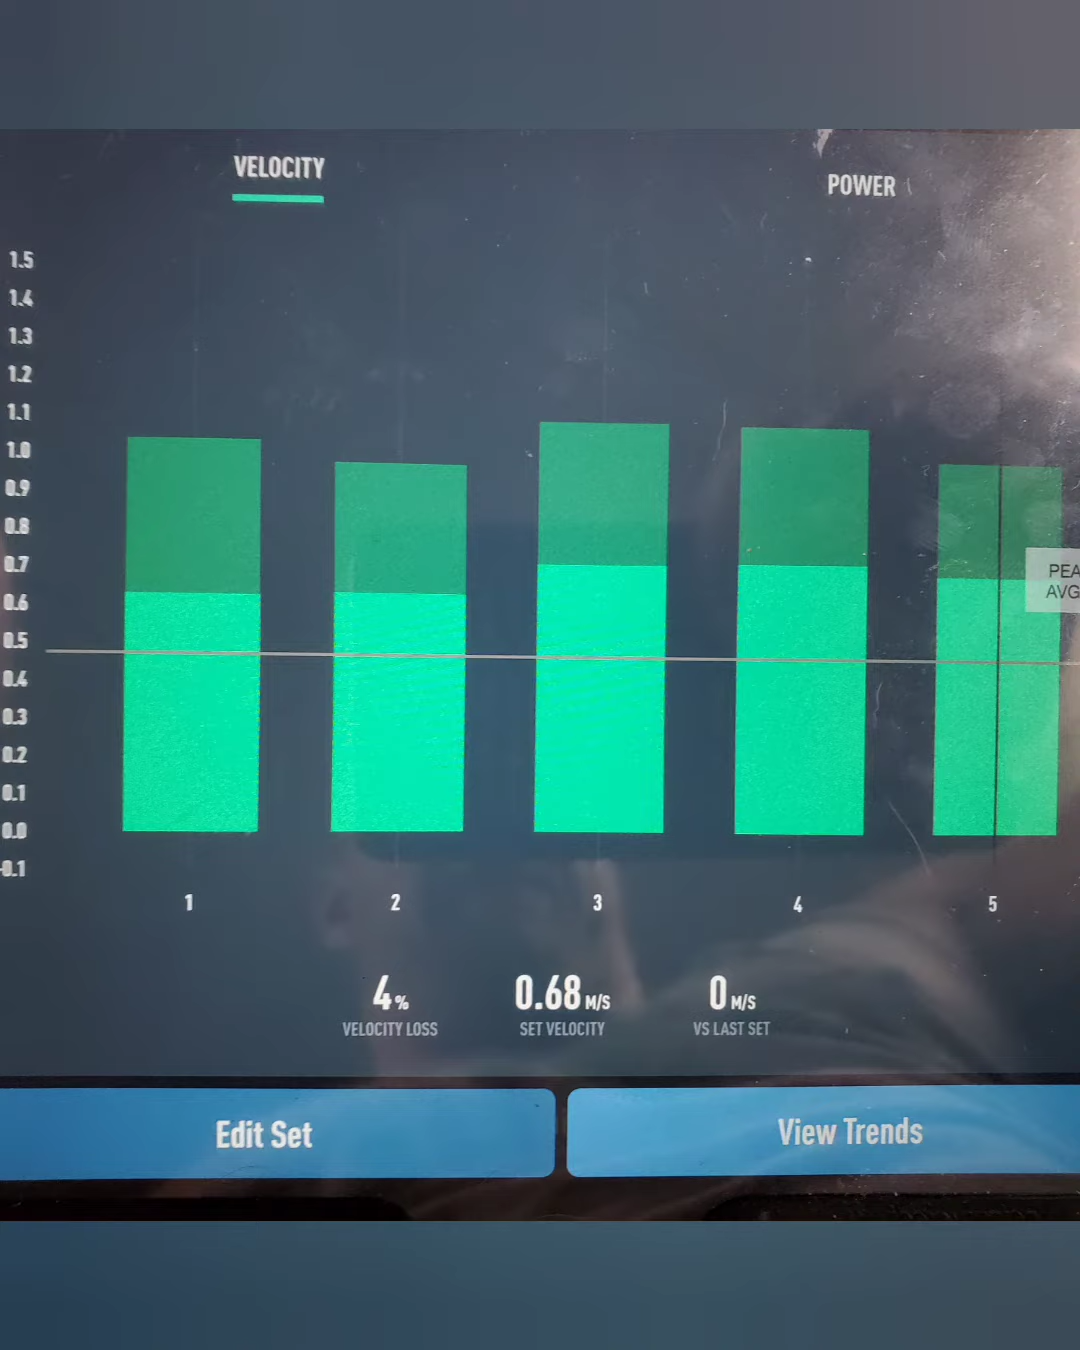 VELOCITY
POWER
1.5
1.4
1.3
1.2
1.1
1.0
0.9
0.8
0.7
0.6
0.5
0.4
0.3
0.2
0.1
0.0
-0.1
PEA
AVG
1 2 3 4 5
4% 0.68 M/S 0 M/S
VELOCITY LOSS SET VELOCITY VS LAST SET
Edit Set
View Trends